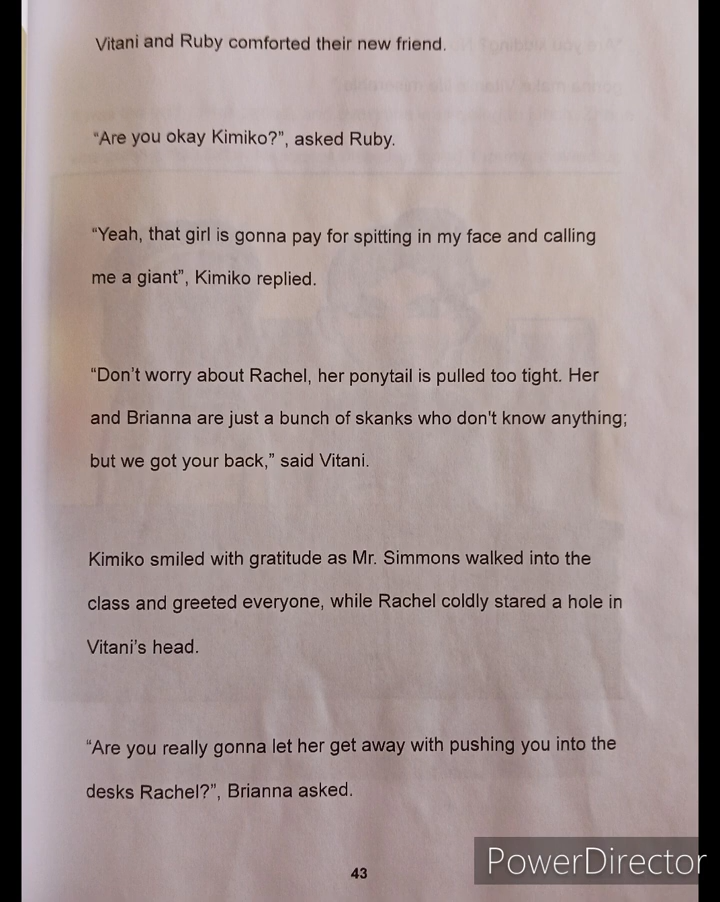 Vitani and Ruby comforted their new friend.
“Are you okay Kimiko?”, asked Ruby.
“Yeah, that girl is gonna pay for spitting in my face and calling
me a giant”, Kimiko replied.
“Don’t worry about Rachel, her ponytail is pulled too tight. Her
and Brianna are just a bunch of skanks who don't know anything;
but we got your back,” said Vitani.
Kimiko smiled with gratitude as Mr. Simmons walked into the
class and greeted everyone, while Rachel coldly stared a hole in
Vitani’s head.
“Are you really gonna let her get away with pushing you into the
desks Rachel?”, Brianna asked.
43
PowerDirector